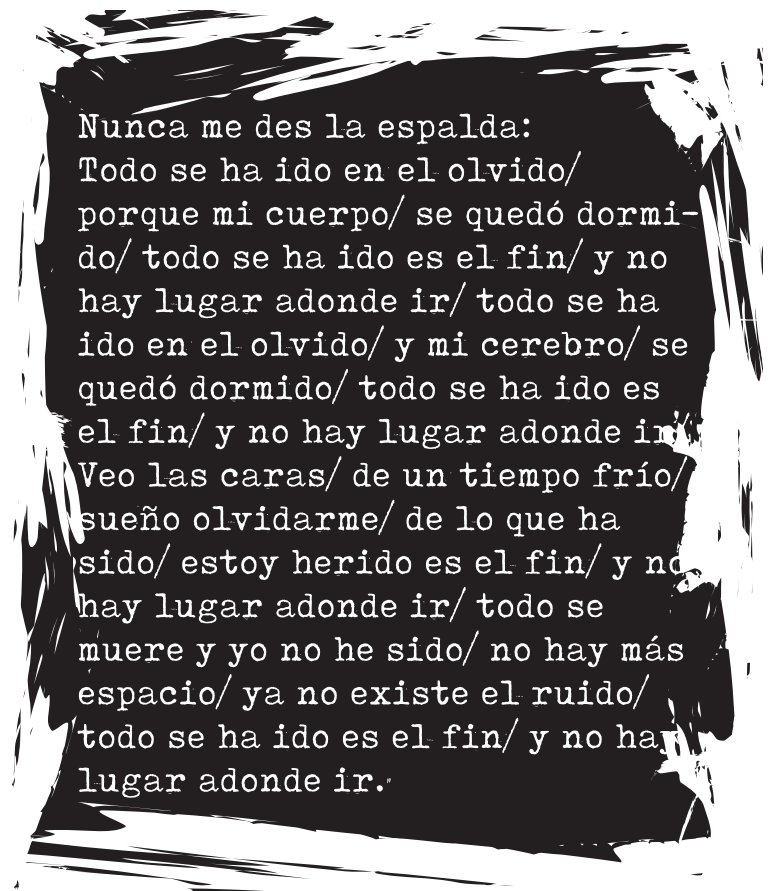 Nunca me des la espalda:
Todo se ha ido en el olvido/
porque mi cuerpo/ se quedó dormi-
do/ todo se ha ido es el fin/ y no
hay lugar adonde ir/ todo se ha
ido en el olvido/ y mi cerebro/ se
quedó dormido/ todo se ha ido es
el fin/ y no hay lugar adonde ir/
Veo las caras/ de un tiempo frío/
sueño olvidarme/ de lo que ha
sido/ estoy herido es el fin/ y no
hay lugar adonde ir/ todo se
muere y yo no he sido/ no hay más
espacio/ ya no existe el ruido/
todo se ha ido es el fin/ y no hay
lugar adonde ir.